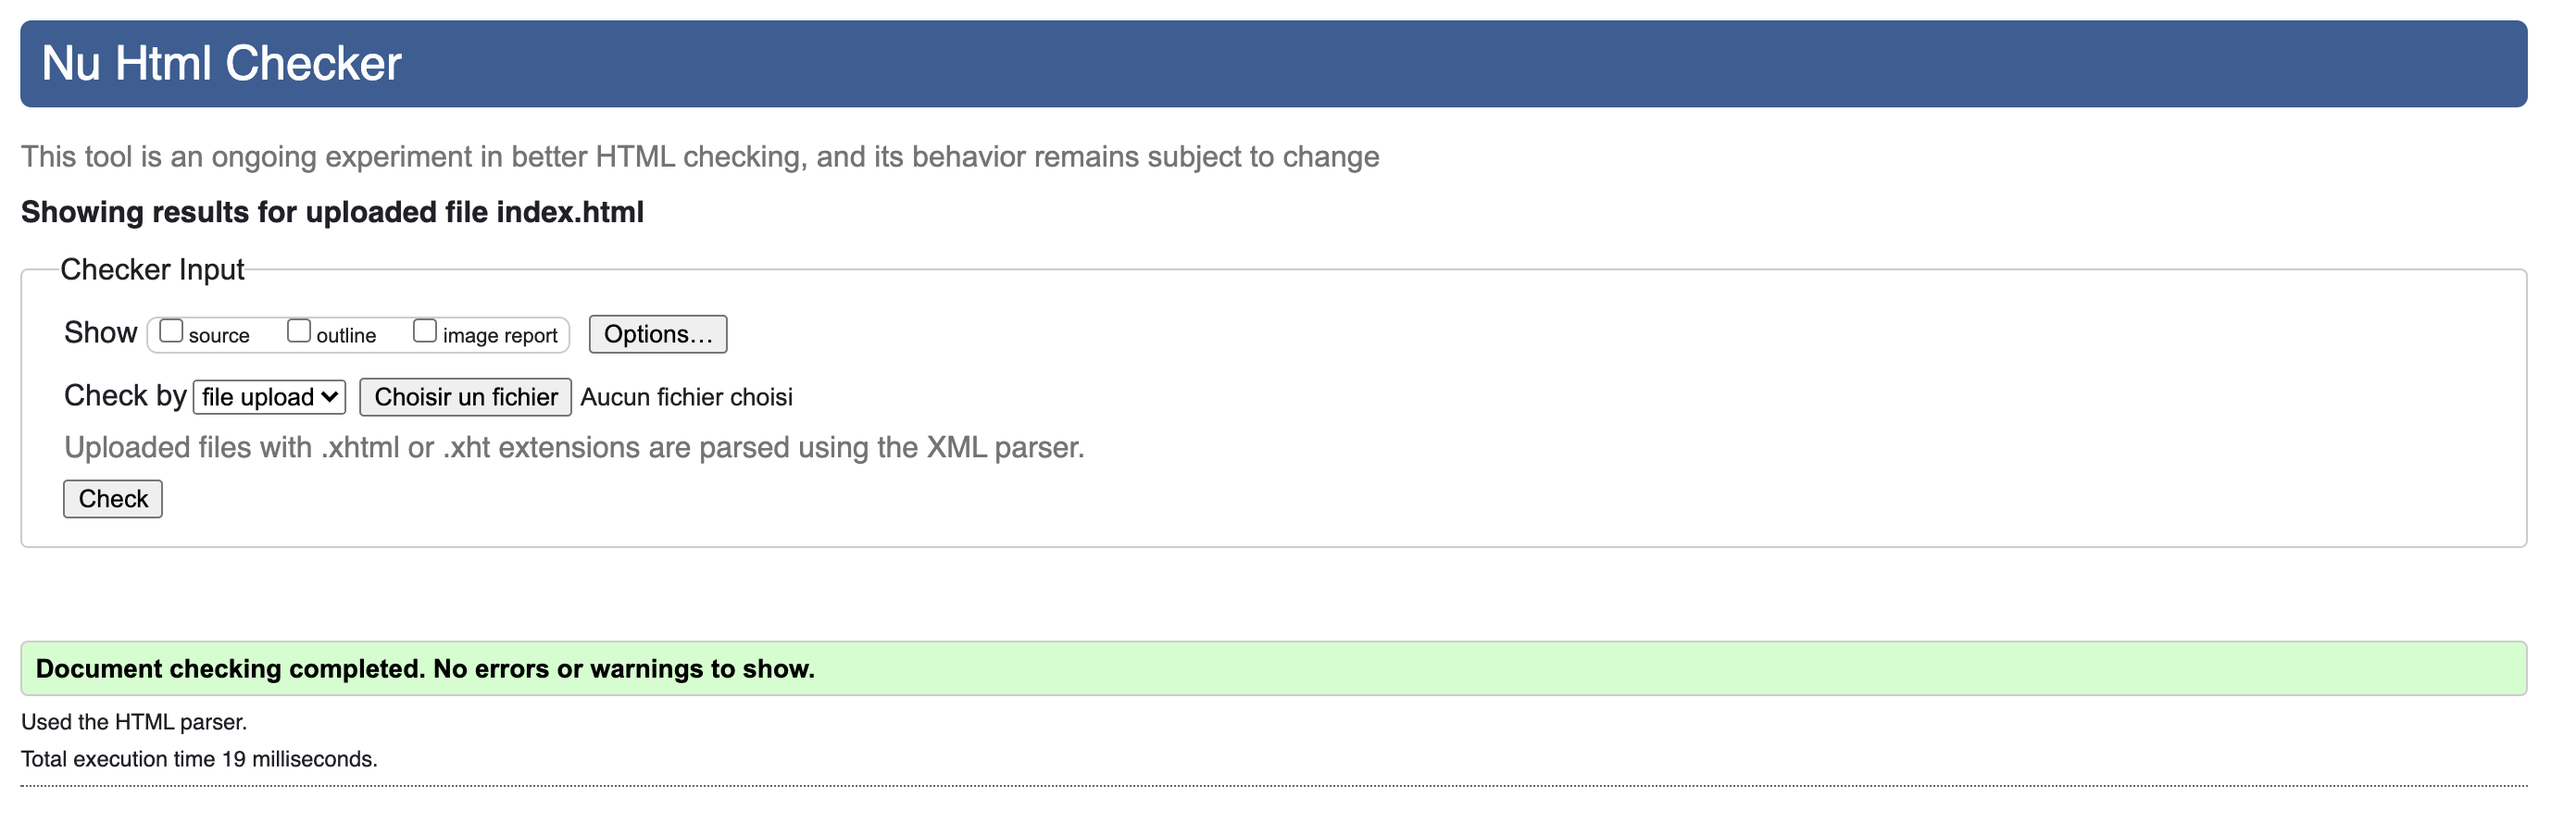 Nu Html Checker
This tool is an ongoing experiment in better HTML checking, and its behavior remains subject to change
Showing results for uploaded file index.html
Checker Input
Show source outline image report Options...
Check by file upload Choisir un fichier Aucun fichier choisi
Uploaded files with .xhtml or .xht extensions are parsed using the XML parser.
Check
Document checking completed. No errors or warnings to show.
Used the HTML parser.
Total execution time 19 milliseconds.